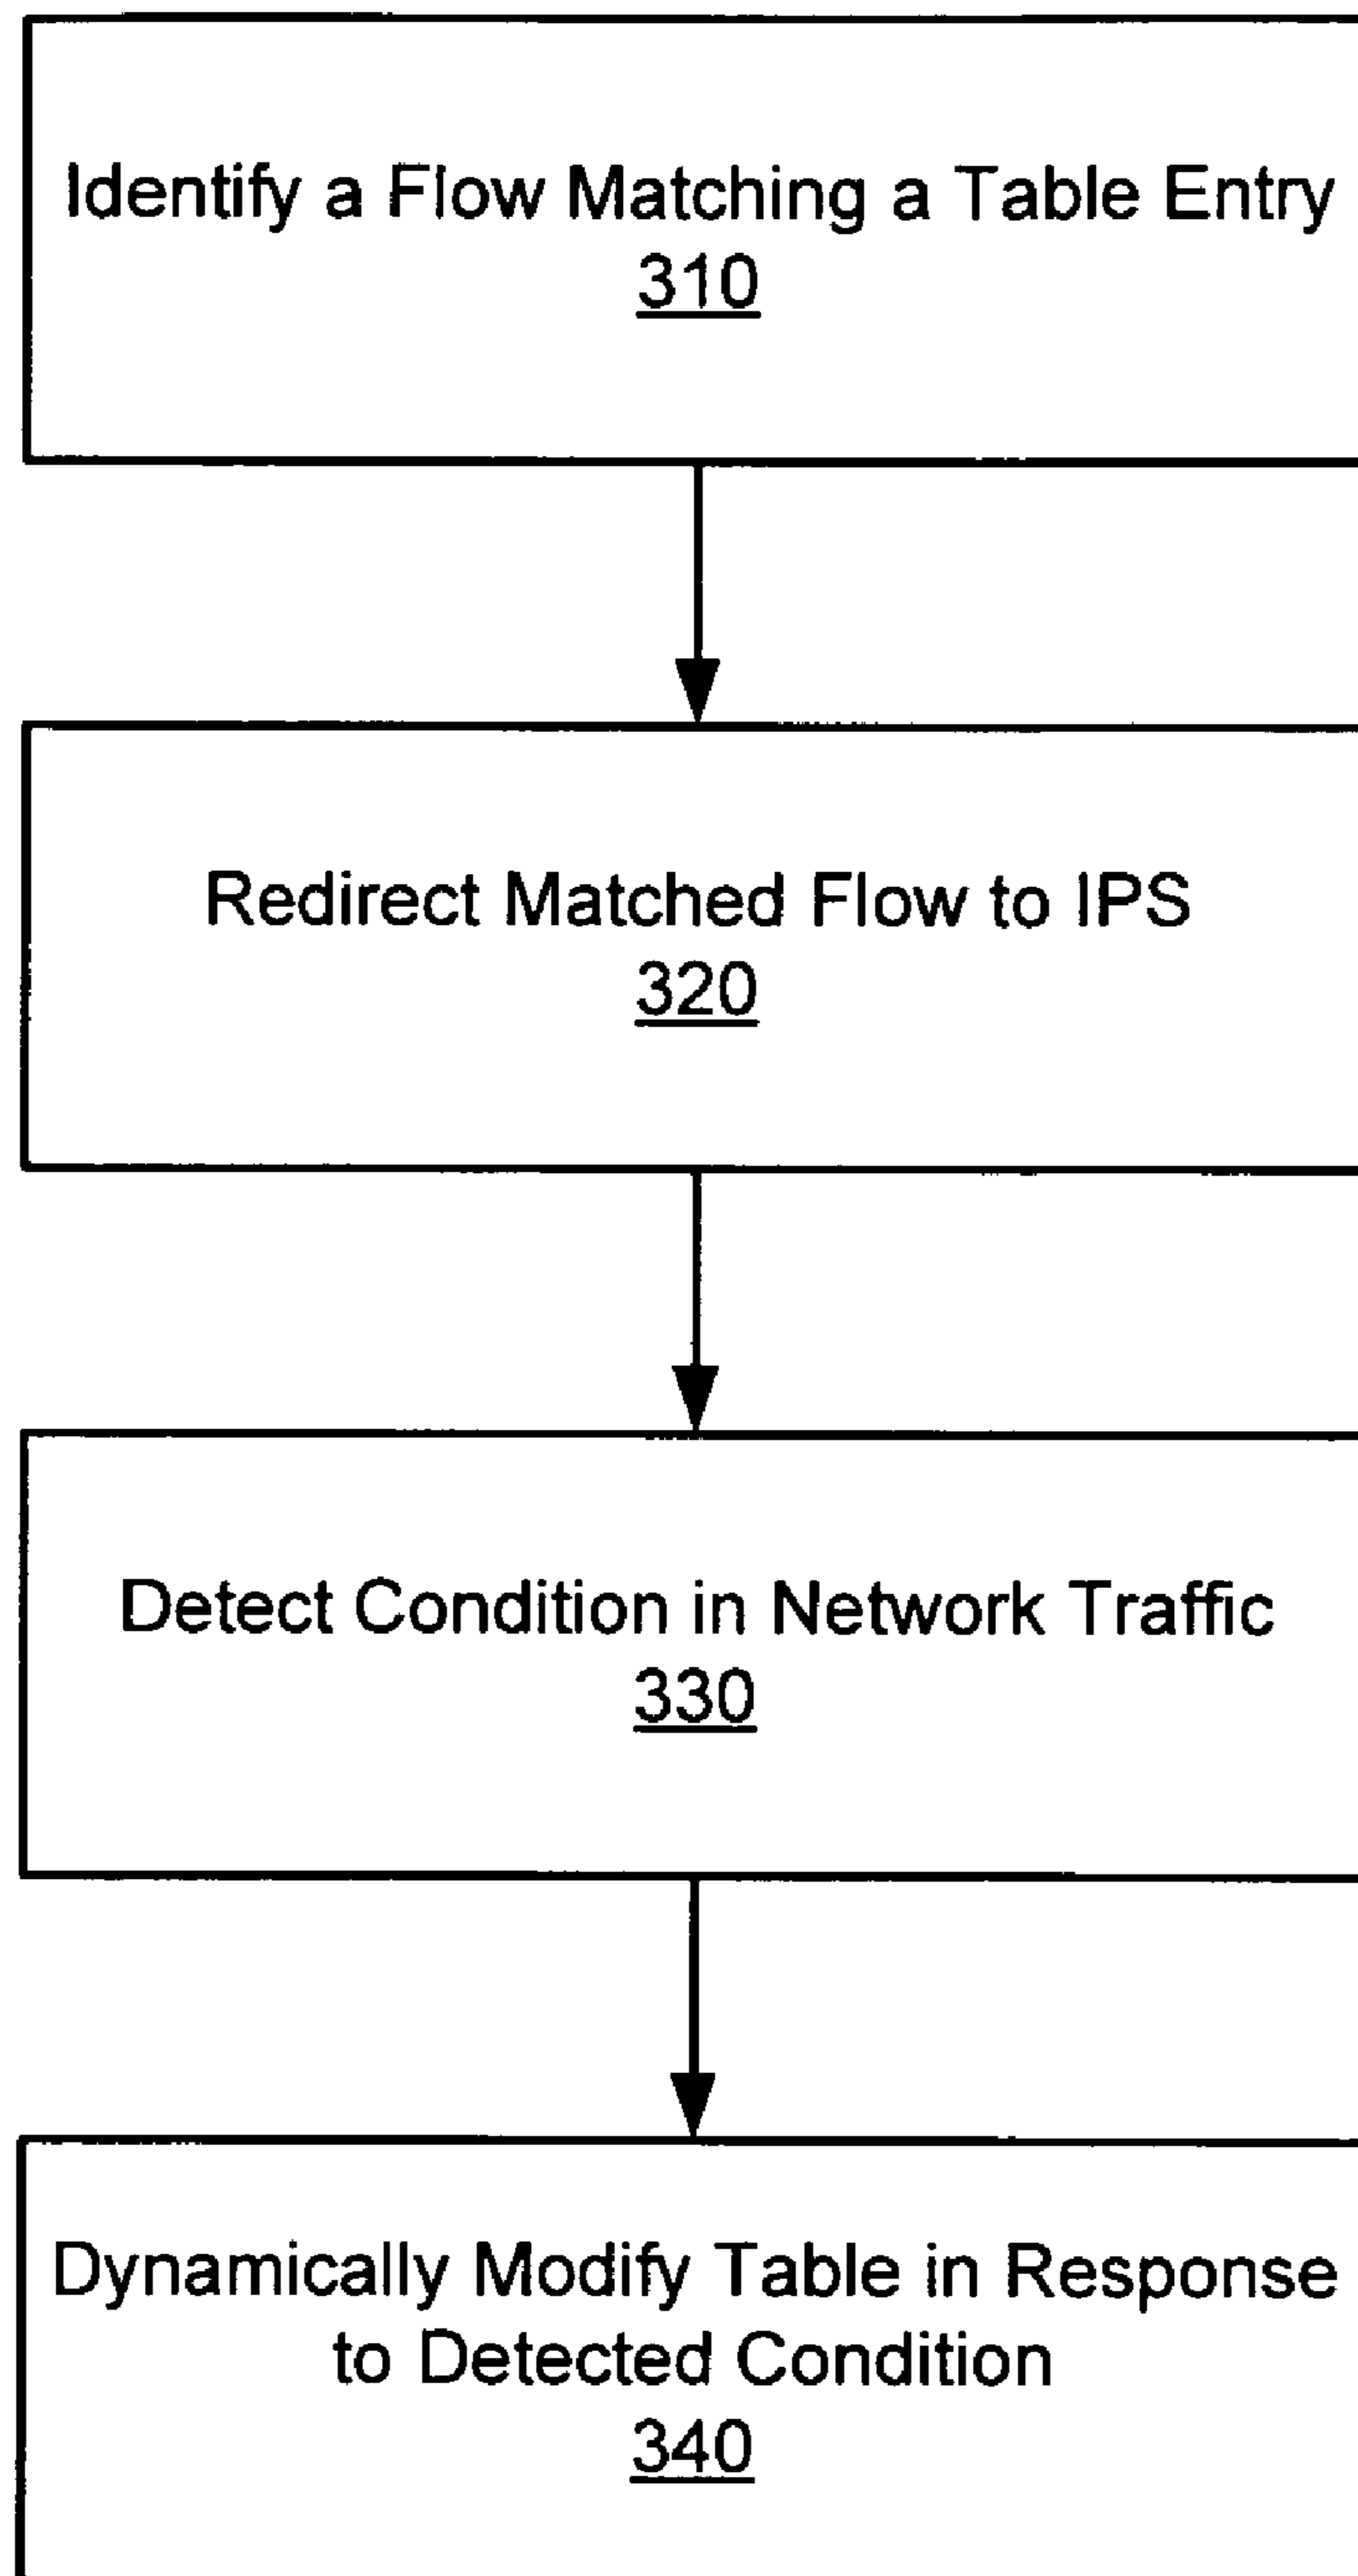 Identify a Flow Matching a Table Entry
310
Redirect Matched Flow to IPS
320
Detect Condition in Network Traffic
330
Dynamically Modify Table in Response
to Detected Condition
340